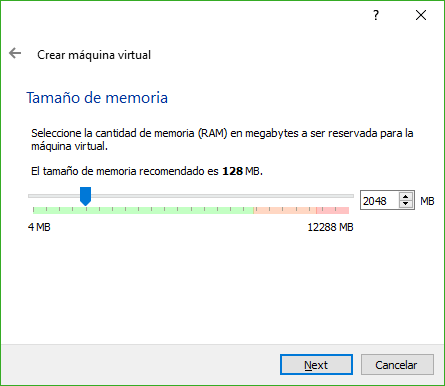 ?
Crear máquina virtual
Tamaño de memoria
Seleccione la cantidad de memoria (RAM) en megabytes a ser reservada para la
máquina virtual.
El tamaño de memoria recomendado es 128 MB.
2048 MB
4 MB 12288 MB
Next Cancelar